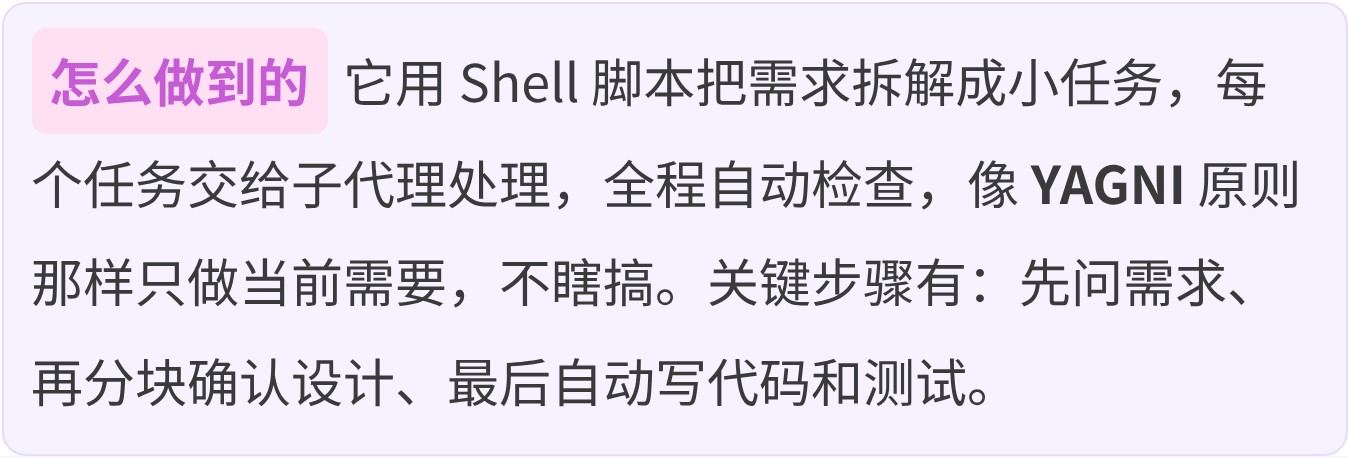 怎么做到的 它用 Shell 脚本把需求拆解成小任务，每
个任务交给子代理处理，全程自动检查，像 YAGNI 原则
那样只做当前需要，不瞎搞。关键步骤有：先问需求、
再分块确认设计、最后自动写代码和测试。